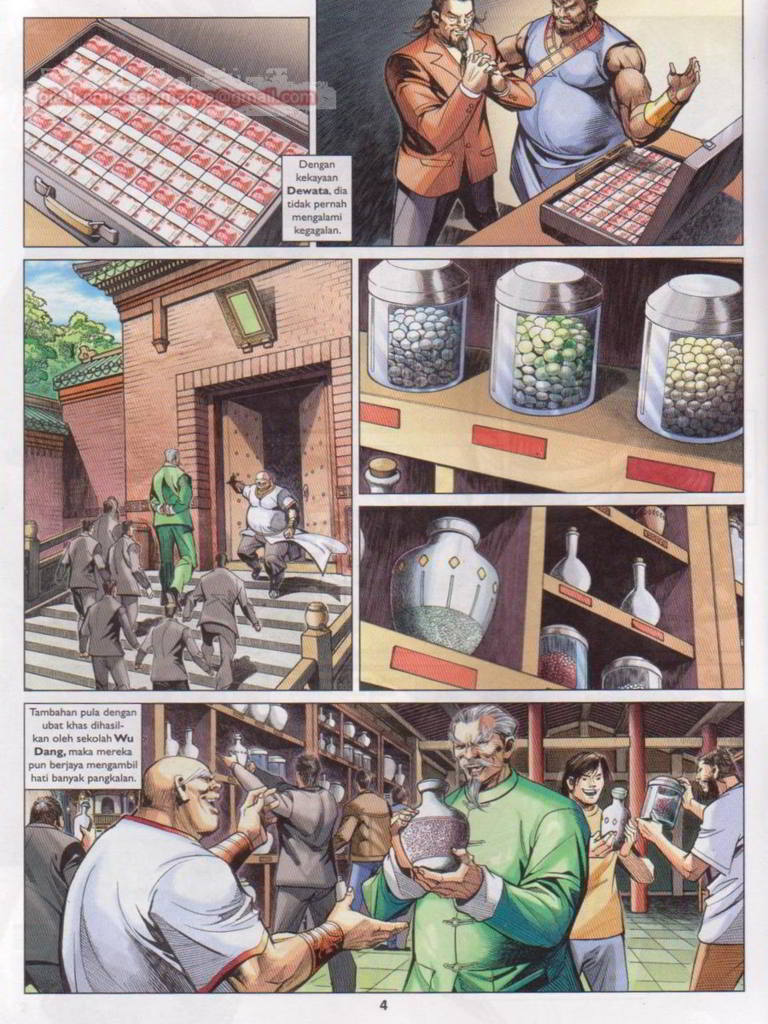 Dengan
kekayaan
Dewata, dia
tidak pernah
mengalami
kegagalan.
Tambahan pula dengan
ubat khas dihasil-
kan oleh sekolah Wu
Dang, maka mereka
pun berjaya mengambil
hati banyak pangkalan.
4